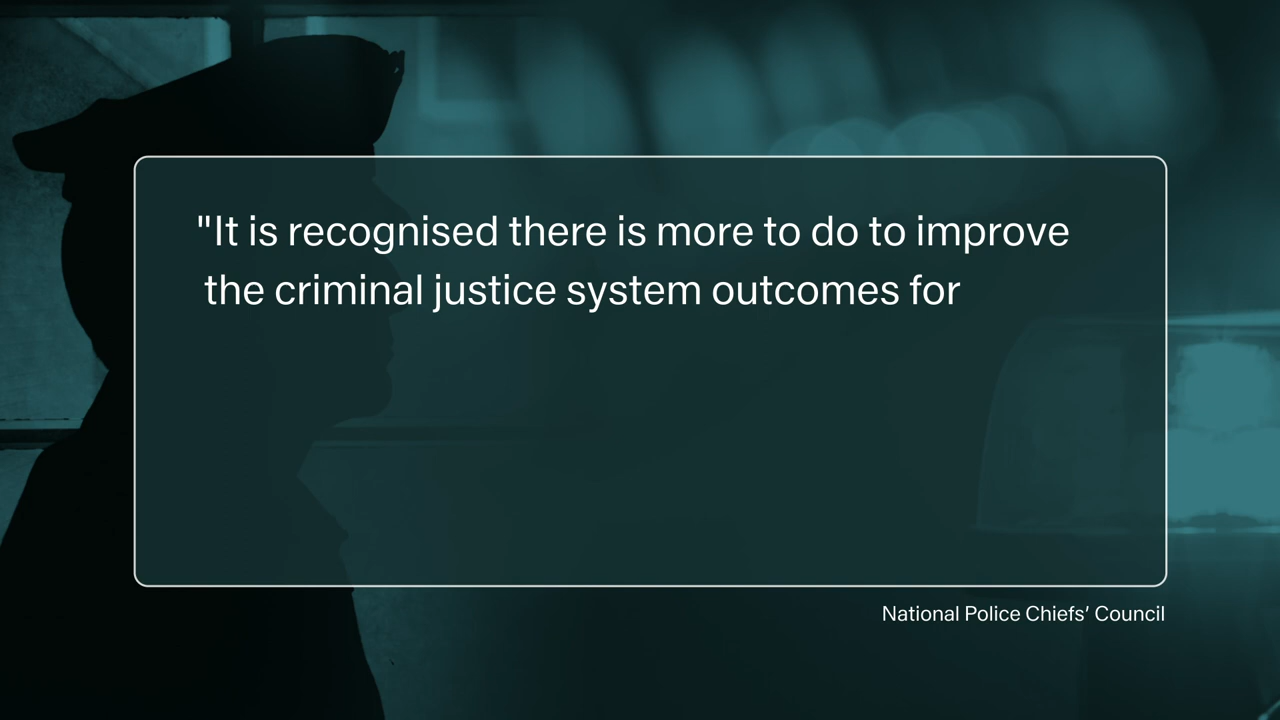 "It is recognised there is more to do to improve
the criminal justice system outcomes for
National Police Chiefs’ Council